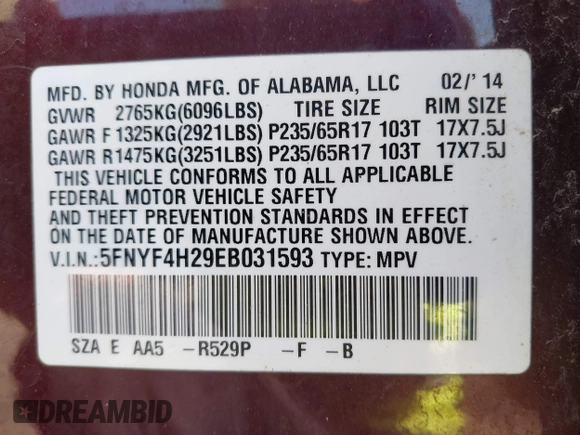 MFD. BY HONDA MFG. OF ALABAMA, LLC 02/'14
GVWR 2765KG(6096LBS) TIRE SIZE RIM SIZE
GAWR F 1325KG(2921LBS) P235/65R17 103T 17X7.5J
GAWR R1475KG(3251LBS) P235/65R17 103T 17X7.5J
THIS VEHICLE CONFORMS TO ALL APPLICABLE
FEDERAL MOTOR VEHICLE SAFETY
AND THEFT PREVENTION STANDARDS IN EFFECT
ON THE DATE OF MANUFACTURE SHOWN ABOVE.
V.I.N.:5FNYF4H29EB031593 TYPE: MPV
SZA E AA5 -R529P -F -B
DREAMBID